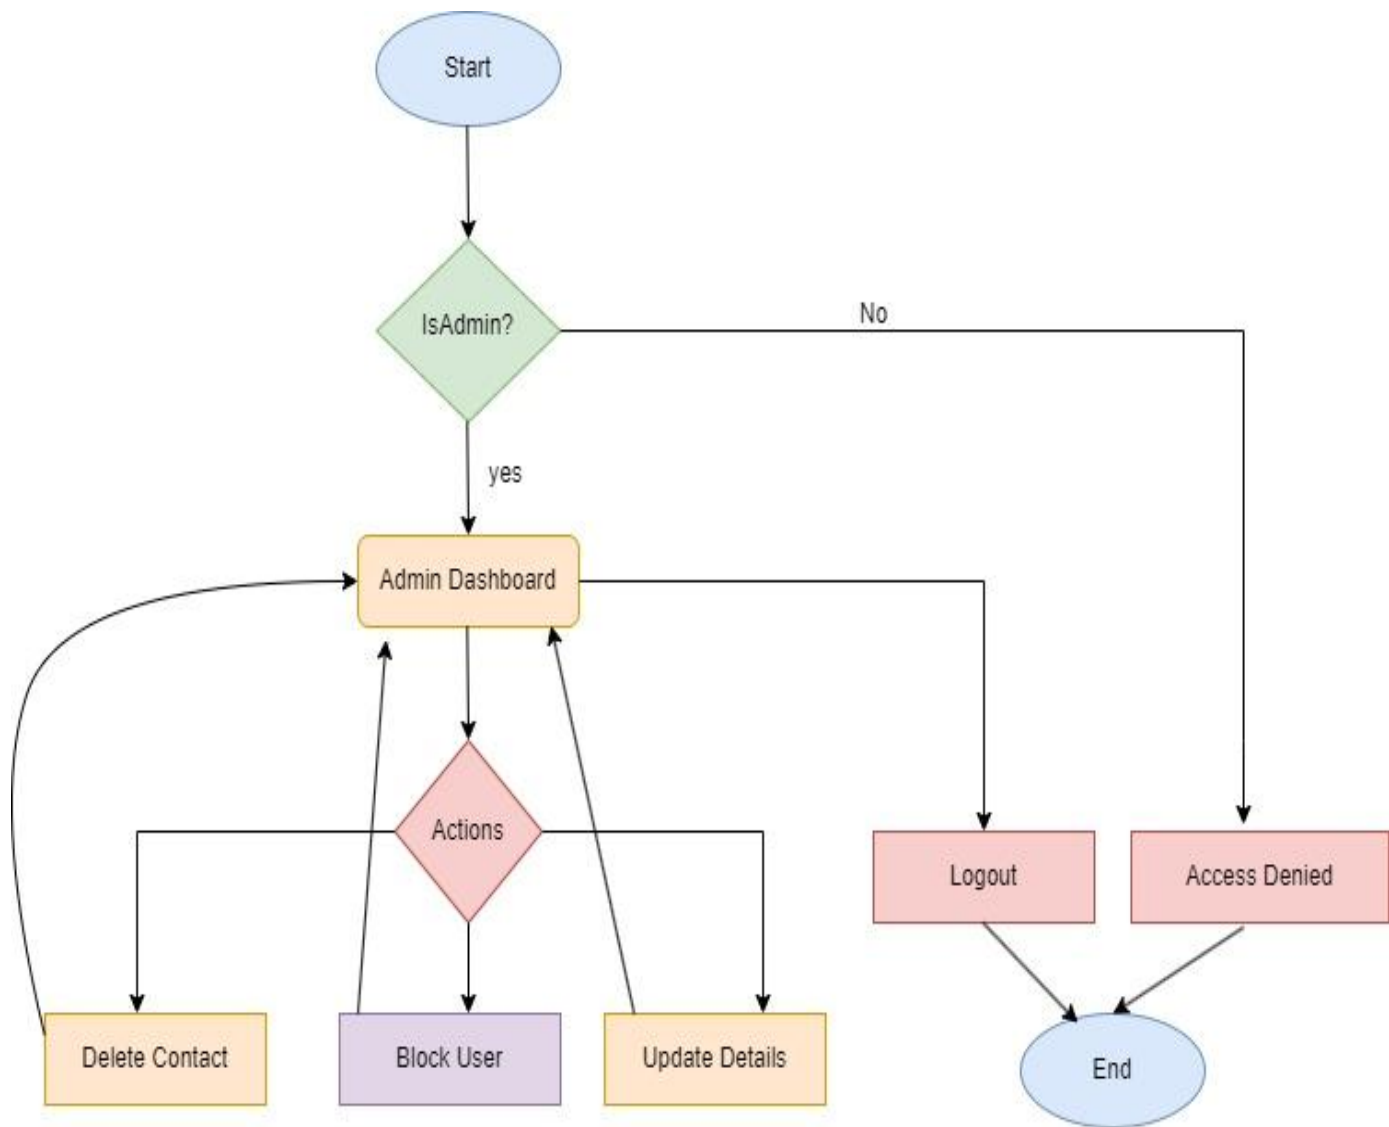 Start
IsAdmin?
No
yes
Admin Dashboard
Actions
Logout
Access Denied
Delete Contact
Block User
Update Details
End